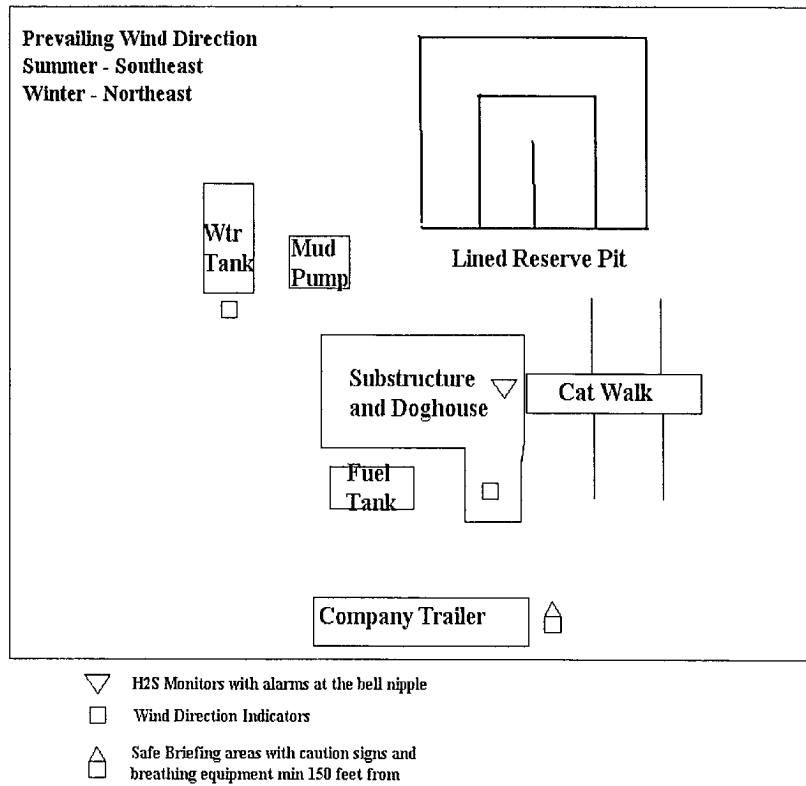 Prevailing Wind Direction
Summer - Southeast
Winter - Northeast
Wtr
Tank
Mud
Pump
Lined Reserve Pit
Substructure
and Doghouse
Cat Walk
Fuel
Tank
Company Trailer
H2S Monitors with alarms at the bell nipple
Wind Direction Indicators
Safe Briefing areas with caution signs and
breathing equipment min 150 feet from